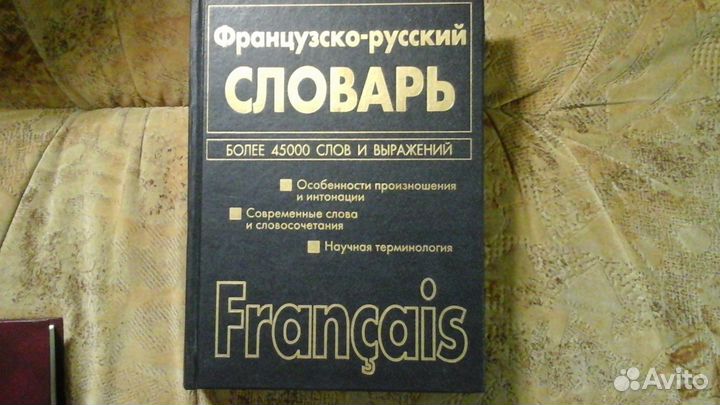 Французско-русский
СЛОВАРЬ
БОЛЕЕ 45000 СЛОВ И ВЫРАЖЕНИЙ
Особенности произношения
и интонации
Современные слова
и словосочетания
Научная терминология
Français
Avito